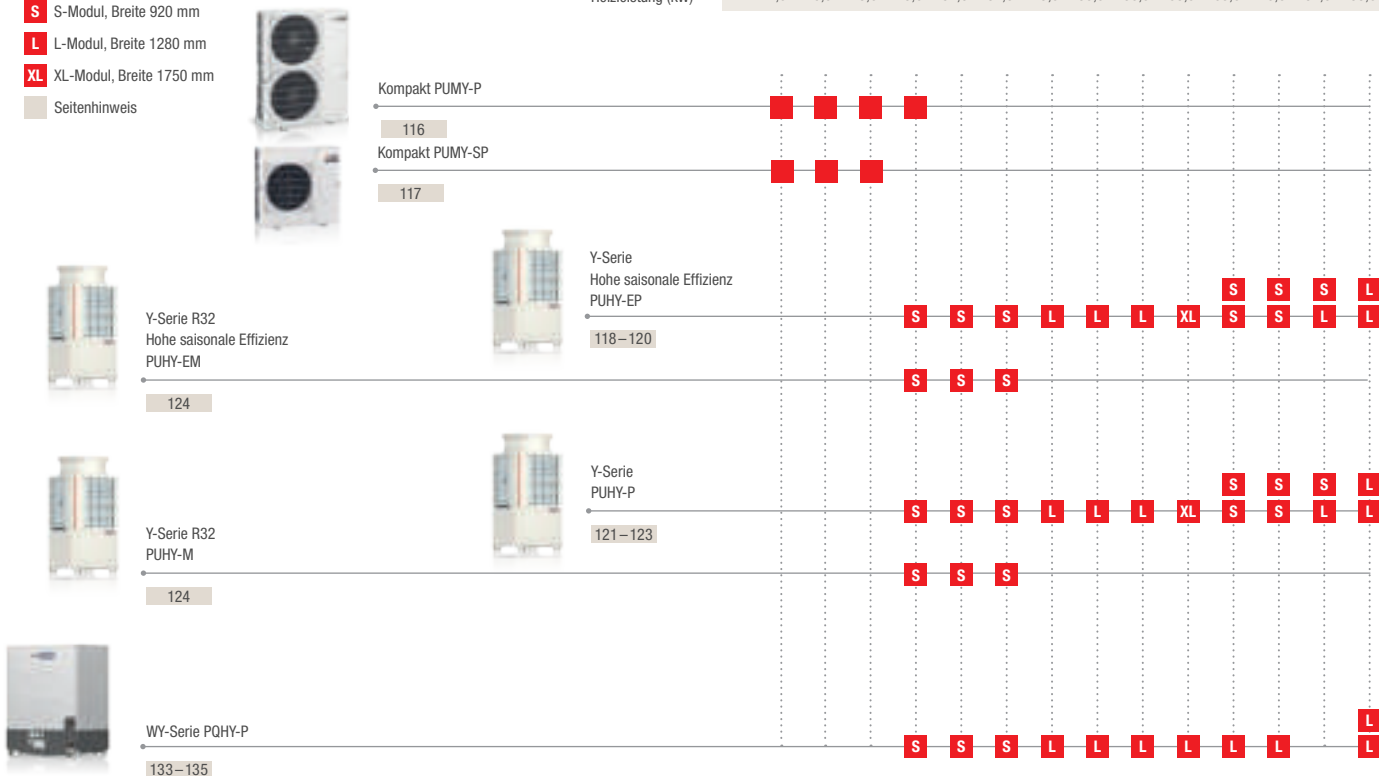 S S-Modul, Breite 920 mm
L L-Modul, Breite 1280 mm
XL XL-Modul, Breite 1750 mm
Seitenhinweis
Kompakt PUMY-P
116
Kompakt PUMY-SP
117
Y-Serie
Hohe saisonale Effizienz
PUHY-EP
118–120
S S S L
S S S L L L XL S S L L
Y-Serie R32
Hohe saisonale Effizienz
PUHY-EM
124
S S S
Y-Serie
PUHY-P
121–123
S S S L
S S S L L L XL S S L L
Y-Serie R32
PUHY-M
124
S S S
WY-Serie PQHY-P
133–135
L
S S S L L L L L L L